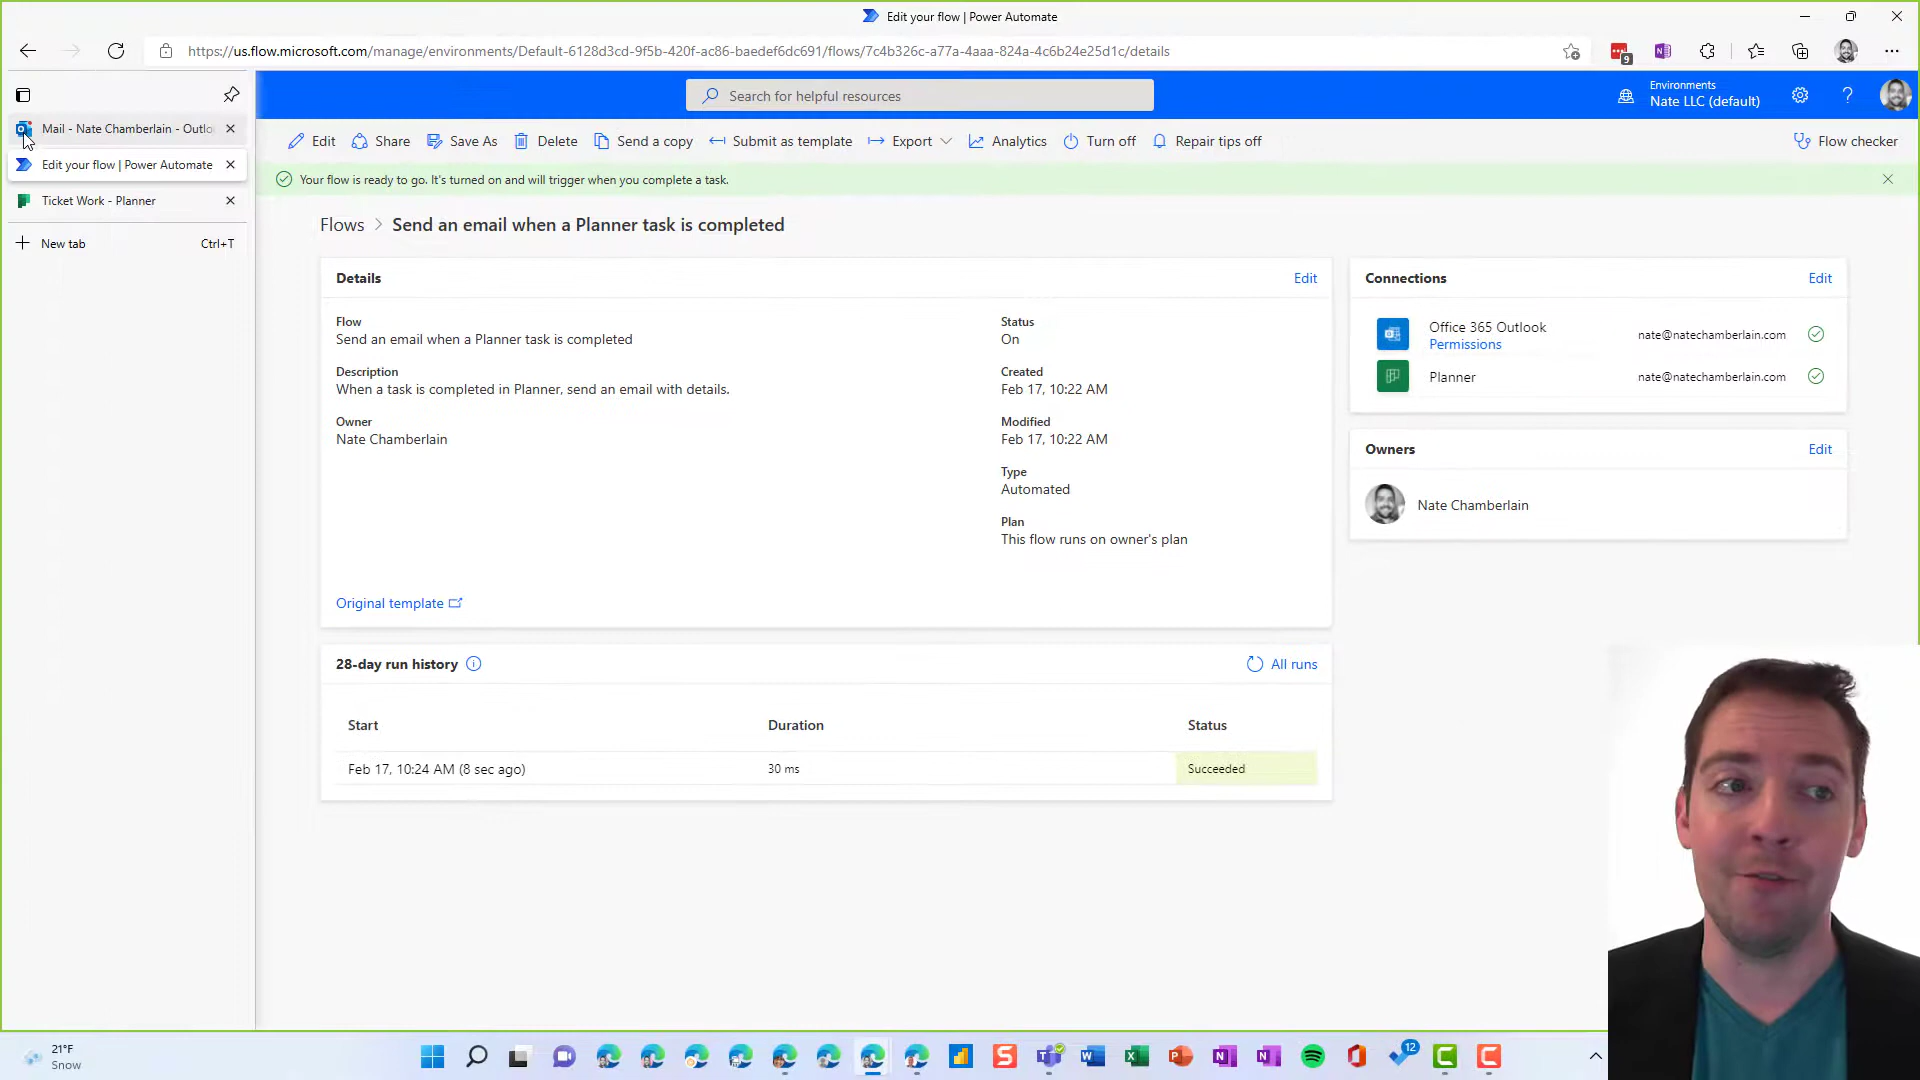 Edit your flow | Power Automate
https://us.flow.microsoft.com/manage/environments/Default-6128d3cd-9f5b-420f-ac86-baedef6dc691/flows/7c4b326c-a77a-4aaa-824a-4c6b24e25d1c/details
9
Search for helpful resources
Environments
Nate LLC (default)
?
Mail - Nate Chamberlain - Outlo
Edit your flow | Power Automate
Ticket Work - Planner
New tab
Ctrl+T
Edit
Share
Save As
Delete
Send a copy
Submit as template
Export
Analytics
Turn off
Repair tips off
Flow checker
Your flow is ready to go. It's turned on and will trigger when you complete a task.
Flows > Send an email when a Planner task is completed
Details
Edit
Flow
Send an email when a Planner task is completed
Description
When a task is completed in Planner, send an email with details.
Owner
Nate Chamberlain
Status
On
Created
Feb 17, 10:22 AM
Modified
Feb 17, 10:22 AM
Type
Automated
Plan
This flow runs on owner's plan
Original template
Connections
Edit
Office 365 Outlook
Permissions
nate@natechamberlain.com
Planner
nate@natechamberlain.com
Owners
Edit
Nate Chamberlain
28-day run history
All runs
Start
Duration
Status
Feb 17, 10:24 AM (8 sec ago)
30 ms
Succeeded
21°F
Snow
12